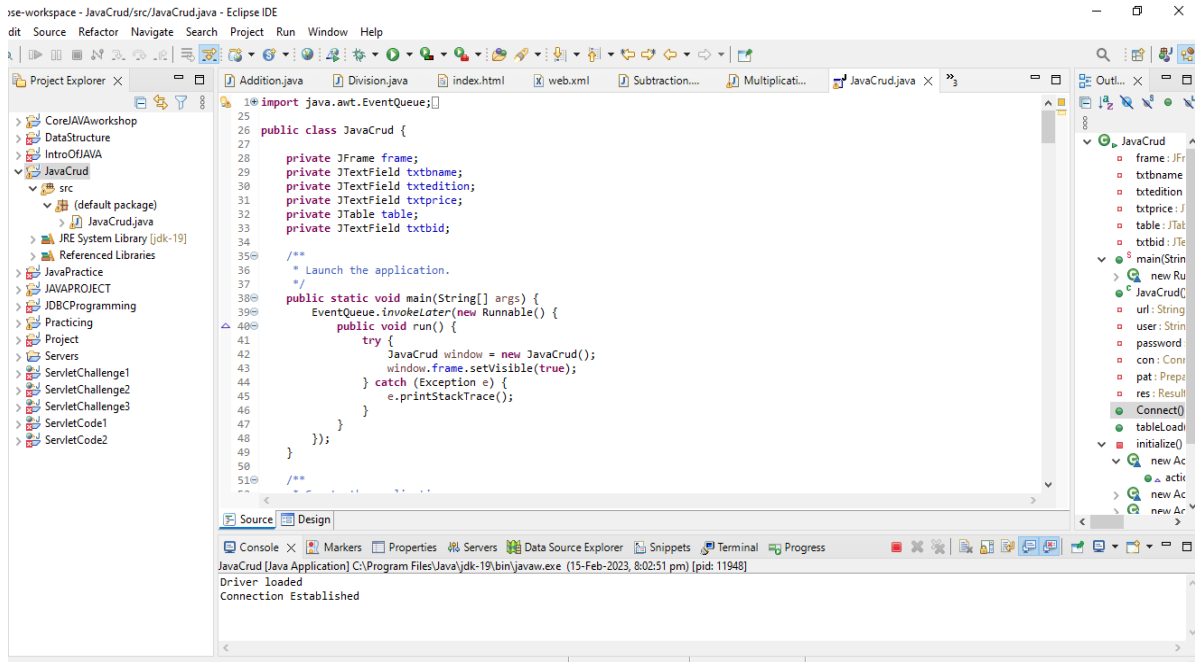 ose-workspace - JavaCrud/src/JavaCrud.java - Eclipse IDE
dit Source Refactor Navigate Search Project Run Window Help
Project Explorer
CoreJAVAworkshop
DataStructure
IntroOfJAVA
JavaCrud
src
(default package)
JavaCrud.java
JRE System Library [jdk-19]
Referenced Libraries
JavaPractice
JAVAPROJECT
JDBCProgramming
Practicing
Project
Servers
ServletChallenge1
ServletChallenge2
ServletChallenge3
ServletCode1
ServletCode2
Addition.java Division.java index.html web.xml Subtraction.... Multiplicati... JavaCrud.java 3
1 import java.awt.EventQueue;
25
26 public class JavaCrud {
27
28 private JFrame frame;
29 private JTextField txtbname;
30 private JTextField txtedition;
31 private JTextField txtprice;
32 private JTable table;
33 private JTextField txtbid;
34
35 /**
36 * Launch the application.
37 */
38 public static void main(String[] args) {
39 EventQueue.invokeLater(new Runnable() {
40 public void run() {
41 try {
42 JavaCrud window = new JavaCrud();
43 window.frame.setVisible(true);
44 } catch (Exception e) {
45 e.printStackTrace();
46 }
47 }
48 });
49 }
50
51 /**
Source Design
Outl...
JavaCrud
frame : JFr
txtbname
txtedition
txtprice : J
table : JTab
txtbid : JTe
main(Strin
new Ru
JavaCrud()
url : String
user : Strin
password
con : Conn
pat : Prepa
res : Result
Connect()
tableLoad(
initialize()
new Ac
actic
new Ac
new Ac
Console Markers Properties Servers Data Source Explorer Snippets Terminal Progress
JavaCrud [Java Application] C:\Program Files\Java\jdk-19\bin\javaw.exe (15-Feb-2023, 8:02:51 pm) [pid: 11948]
Driver loaded
Connection Established